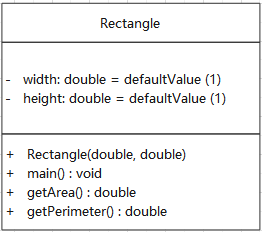 Rectangle
- width: double = defaultValue (1)
- height: double = defaultValue (1)
+ Rectangle(double, double)
+ main() : void
+ getArea() : double
+ getPerimeter() : double